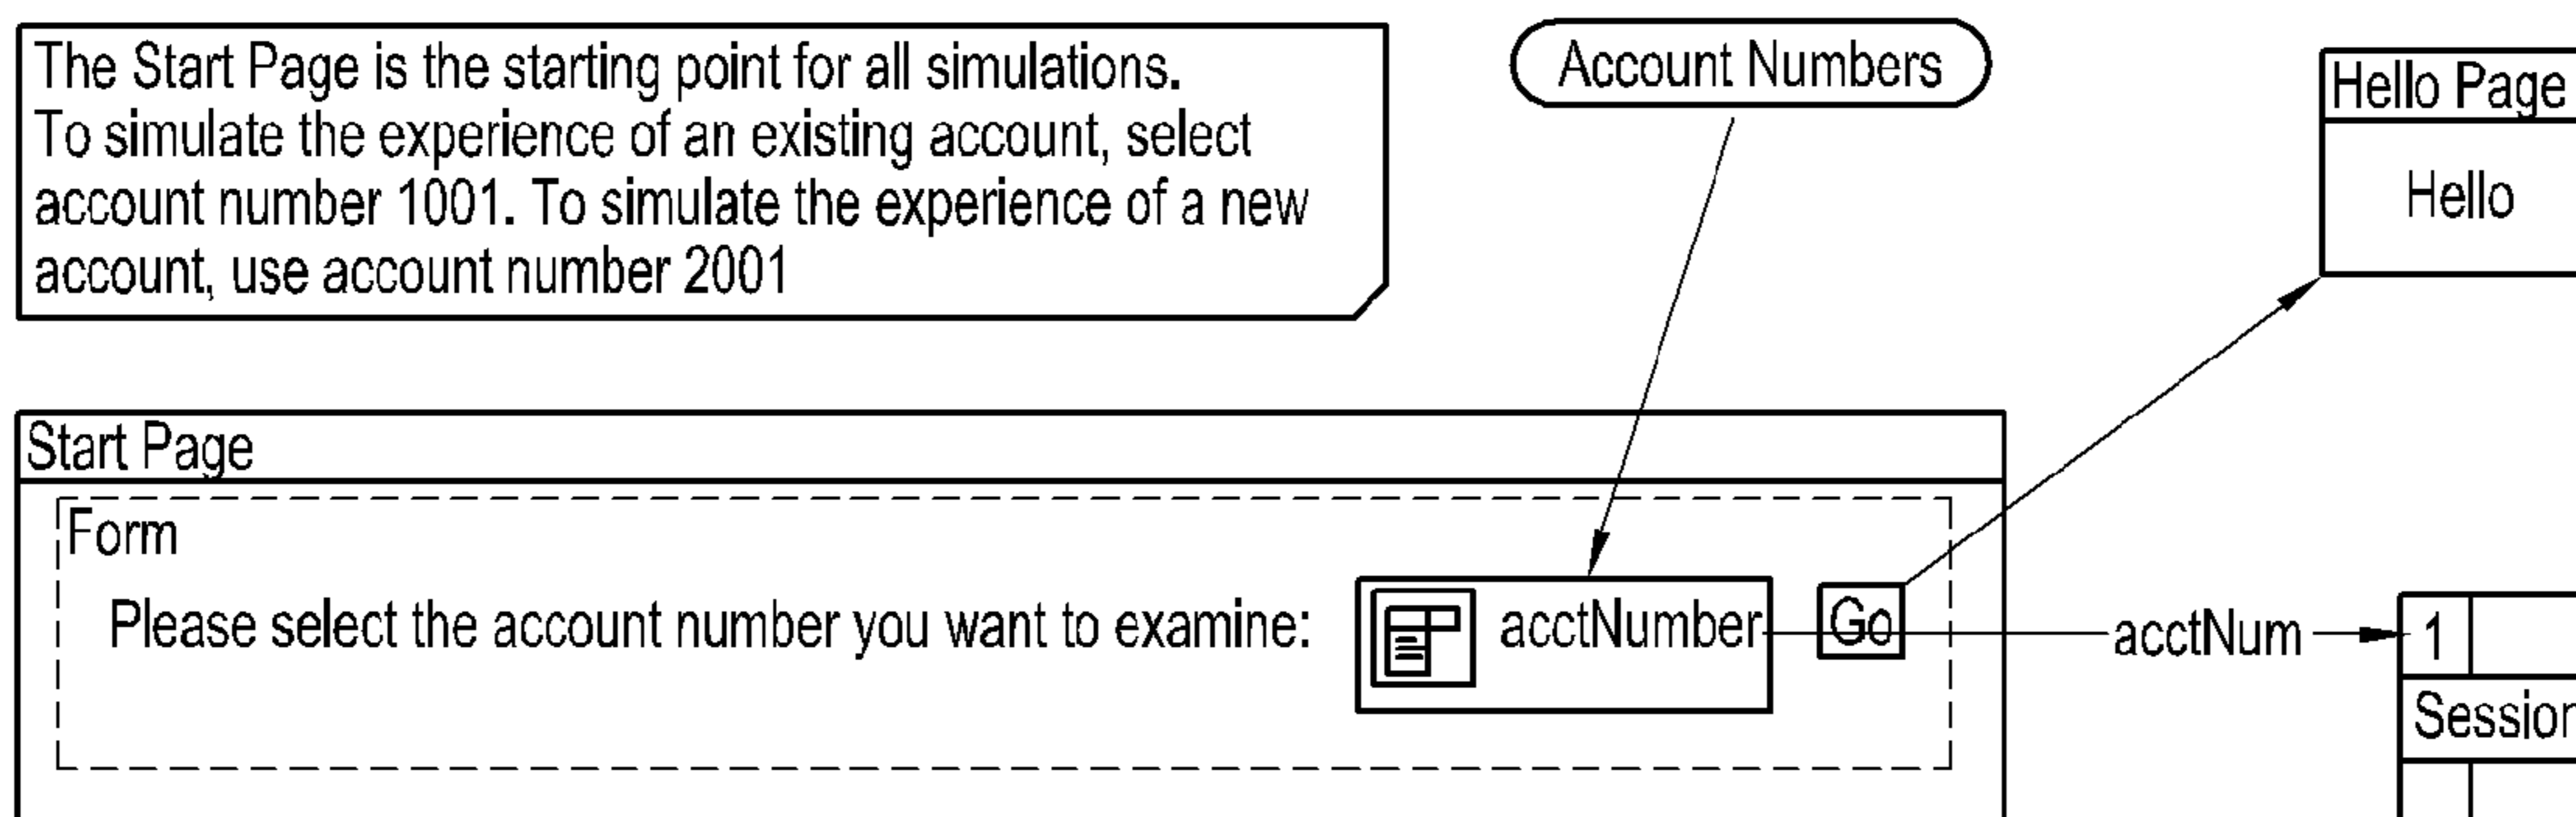 The Start Page is the starting point for all simulations.
To simulate the experience of an existing account, select
account number 1001. To simulate the experience of a new
account, use account number 2001
Account Numbers
Hello Page
Hello
Start Page
Form
Please select the account number you want to examine:
acctNumber
Go
acctNum
1
Session